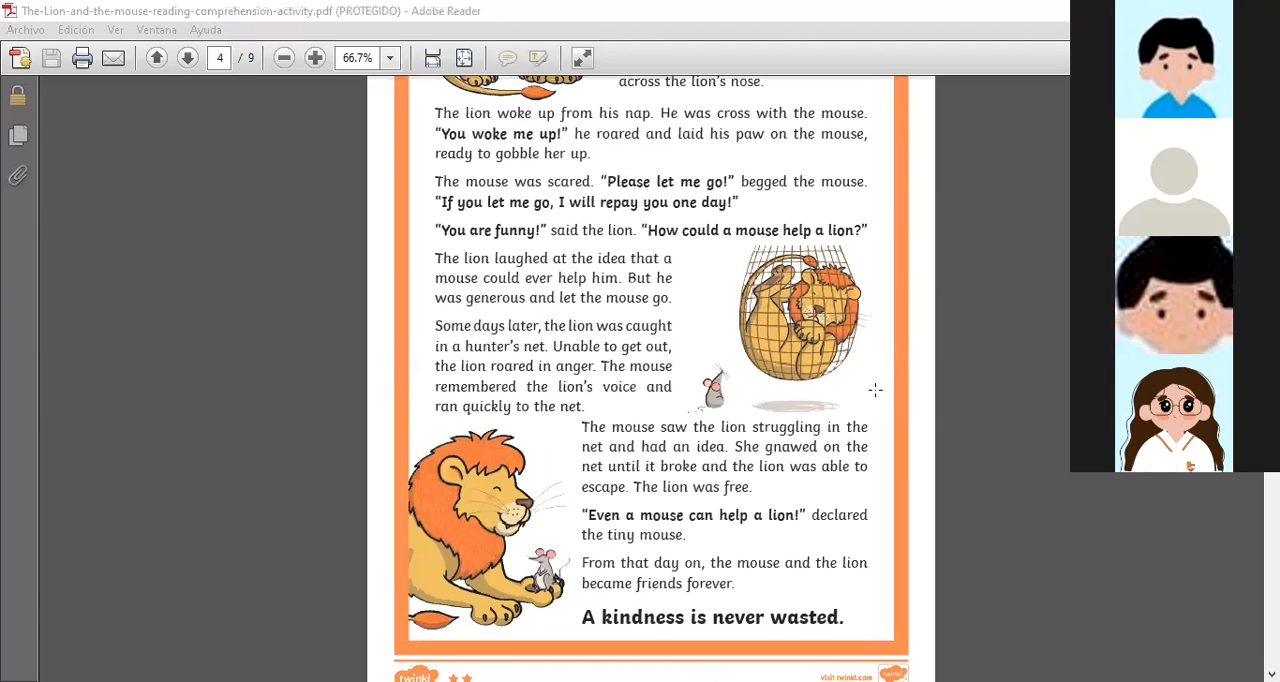 The-Lion-and-the-mouse-reading-comprehension-activity.pdf (PROTEGIDO) - Adobe Reader
Archivo Edición Ver Ventana Ayuda
4 / 9 66.7%
across the lion's nose.
The lion woke up from his nap. He was cross with the mouse.
“You woke me up!” he roared and laid his paw on the mouse,
ready to gobble her up.
The mouse was scared. “Please let me go!” begged the mouse.
“If you let me go, I will repay you one day!”
“You are funny!” said the lion. “How could a mouse help a lion?”
The lion laughed at the idea that a
mouse could ever help him. But he
was generous and let the mouse go.
Some days later, the lion was caught
in a hunter's net. Unable to get out,
the lion roared in anger. The mouse
remembered the lion's voice and
ran quickly to the net.
The mouse saw the lion struggling in the
net and had an idea. She gnawed on the
net until it broke and the lion was able to
escape. The lion was free.
“Even a mouse can help a lion!” declared
the tiny mouse.
From that day on, the mouse and the lion
became friends forever.
A kindness is never wasted.
twinkl
visit twinkl.com
twinkl